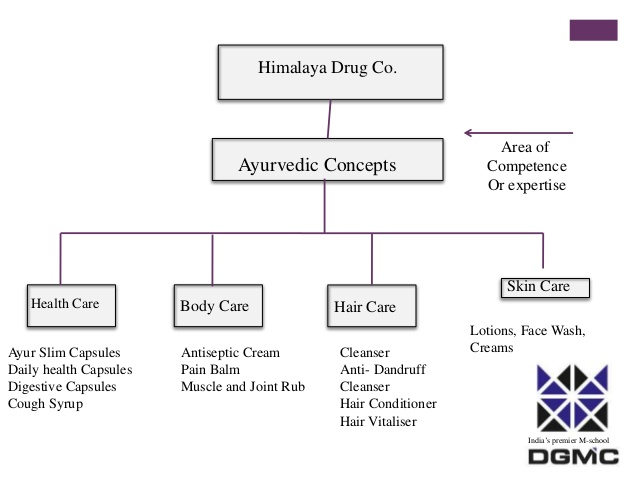 Himalaya Drug Co.
Ayurvedic Concepts
Area of
Competence
Or expertise
Health Care
Body Care
Hair Care
Skin Care
Ayur Slim Capsules
Daily health Capsules
Digestive Capsules
Cough Syrup
Antiseptic Cream
Pain Balm
Muscle and Joint Rub
Cleanser
Anti- Dandruff
Cleanser
Hair Conditioner
Hair Vitaliser
Lotions, Face Wash,
Creams
India's premier M-school
DGMC